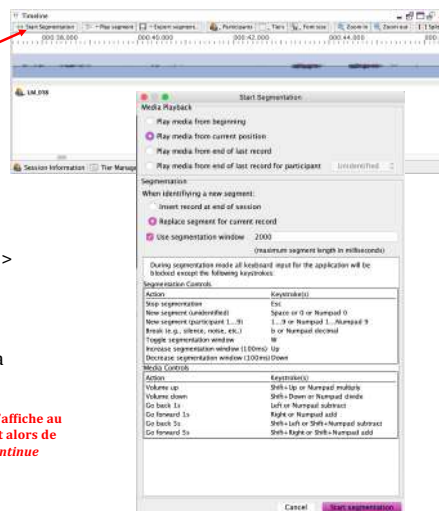 Timeline
Start Segmentation Play segment Export segment... Participants Tiers Font size Zoom in Zoom out
000:38.000 000:40.000 000:42.000 000:44.000 000:
LM_018
Session Information Tier Manage
Start Segmentation
Media Playback
Play media from beginning
Play media from current position
Play media from end of last record
Play media from end of last record for participant Unidentified
Segmentation
When identifiying a new segment:
Insert record at end of session
Replace segment for current record
Use segmentation window 2000
(maximum segment length in milliseconds)
During segmentation mode all keyboard input for the application will be
blocked except the following keystrokes:
Segmentation Controls
Action Keystroke(s)
Stop segmentation Esc
New segment (unidentified) Space or 0 or Numpad 0
New segment (participant 1...9) 1...9 or Numpad 1...Numpad 9
Break (e.g., silence, noise, etc.) b or Numpad decimal
Toggle segmentation window W
Increase segmentation window (100ms) Up
Decrease segmentation window (100ms) Down
Media Controls
Action Keystroke(s)
Volume up Shift+Up or Numpad multiply
Volume down Shift+Down or Numpad divide
Go back 1s Left or Numpad subtract
Go forward 1s Right or Numpad add
Go back 5s Shift+Left or Shift+Numpad subtract
Go forward 5s Shift+Right or Shift+Numpad add
Cancel Start segmentation
>
'affiche au
t alors de
ntinue